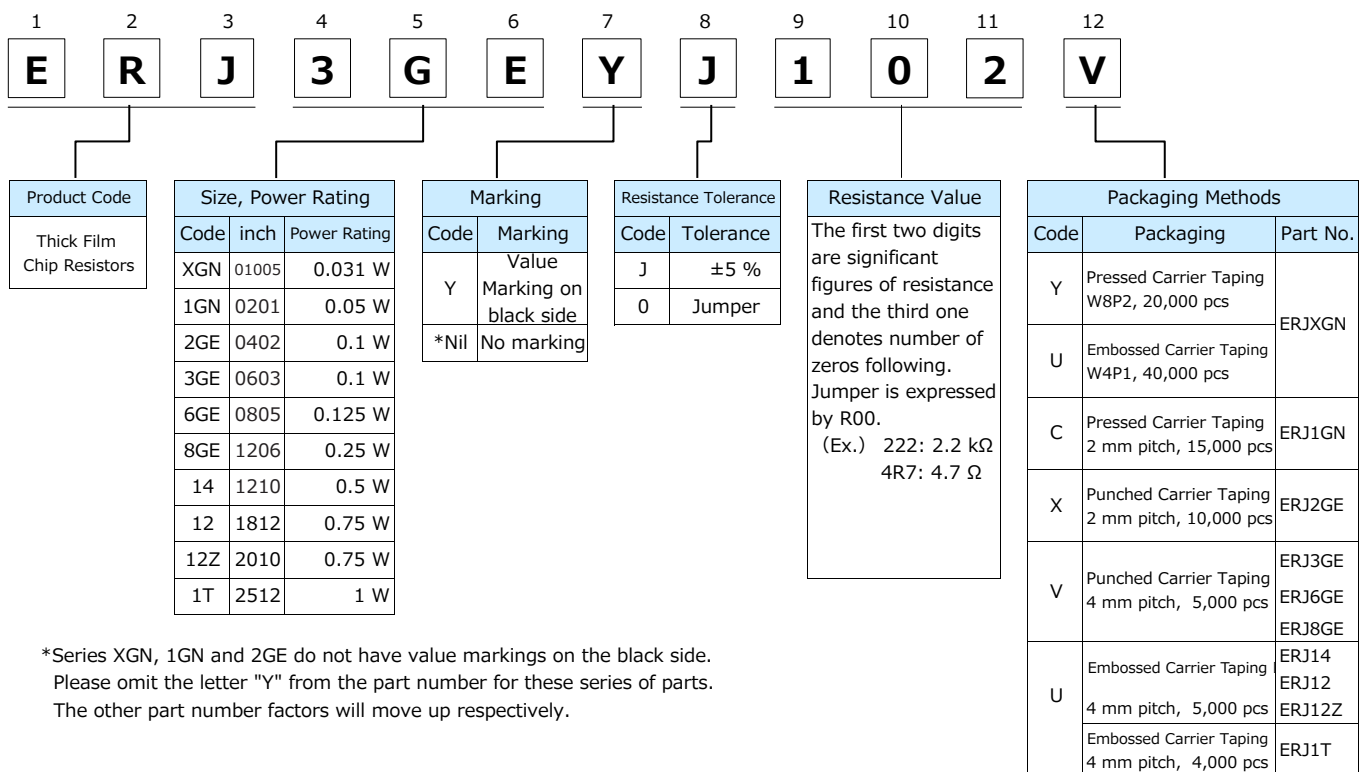 1 2 3 4 5 6 7 8 9 10 11 12
E R J 3 G E Y J 1 0 2 V
Product Code
Thick Film
Chip Resistors
Size, Power Rating
Code inch Power Rating
XGN 01005 0.031 W
1GN 0201 0.05 W
2GE 0402 0.1 W
3GE 0603 0.1 W
6GE 0805 0.125 W
8GE 1206 0.25 W
14 1210 0.5 W
12 1812 0.75 W
12Z 2010 0.75 W
1T 2512 1 W
Marking
Code Marking
Y Value
Marking on
black side
*Nil No marking
Resistance Tolerance
Code Tolerance
J ±5 %
0 Jumper
Resistance Value
The first two digits
are significant
figures of resistance
and the third one
denotes number of
zeros following.
Jumper is expressed
by R00.
(Ex.) 222: 2.2 kΩ
4R7: 4.7 Ω
Packaging Methods
Code Packaging Part No.
Y Pressed Carrier Taping
W8P2, 20,000 pcs
ERJXGN
U Embossed Carrier Taping
W4P1, 40,000 pcs
C Pressed Carrier Taping
2 mm pitch, 15,000 pcs
ERJ1GN
X Punched Carrier Taping
2 mm pitch, 10,000 pcs
ERJ2GE
V Punched Carrier Taping
4 mm pitch, 5,000 pcs
ERJ3GE
ERJ6GE
ERJ8GE
U Embossed Carrier Taping
4 mm pitch, 5,000 pcs
ERJ14
ERJ12
ERJ12Z
Embossed Carrier Taping
4 mm pitch, 4,000 pcs
ERJ1T
*Series XGN, 1GN and 2GE do not have value markings on the black side.
Please omit the letter "Y" from the part number for these series of parts.
The other part number factors will move up respectively.